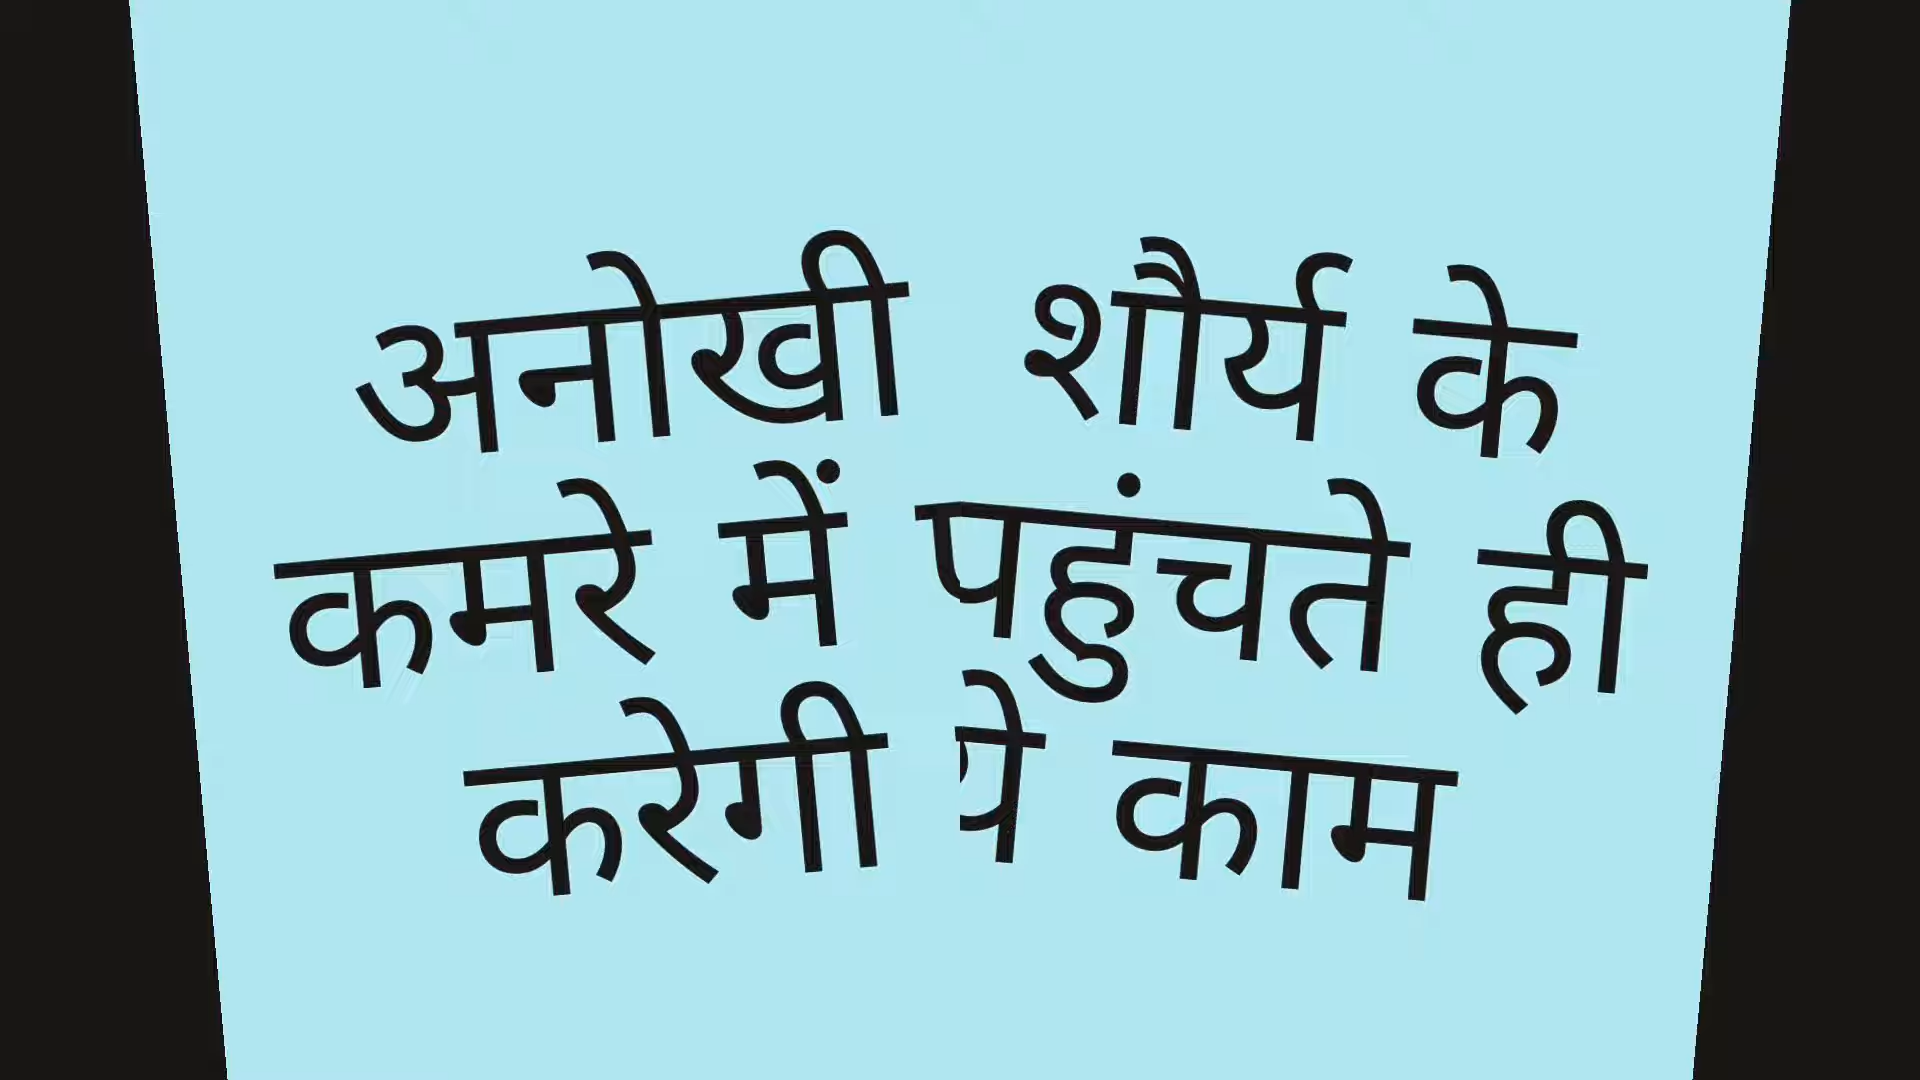 अनोखी शौर्य के
कमरे में पहुंचते ही
करेगी ये काम